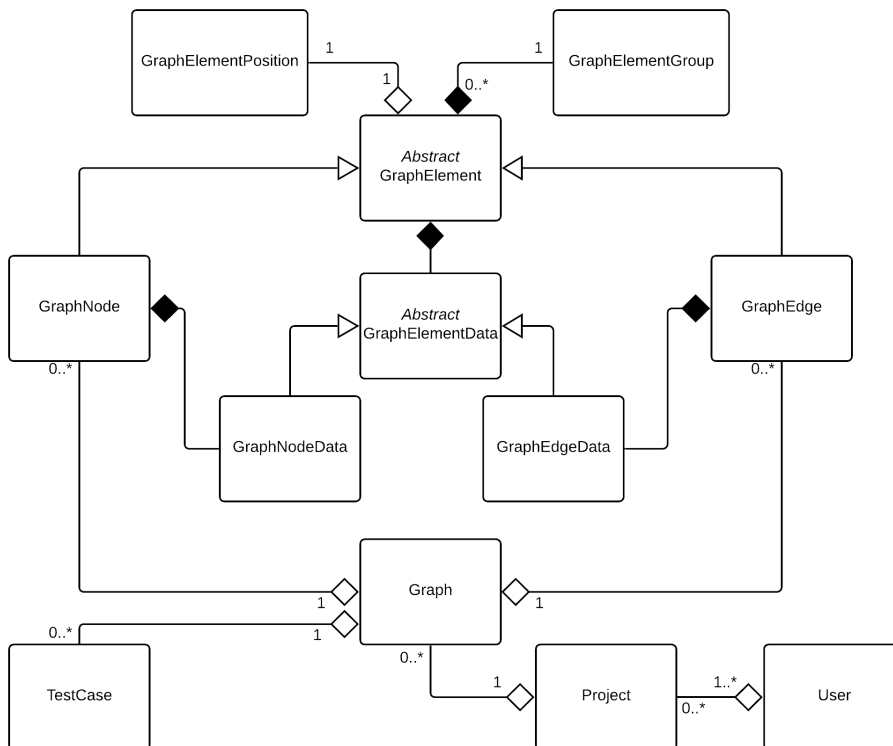 GraphElementPosition
1
1
GraphElementGroup
1
0..*
Abstract
GraphElement
GraphNode
0..*
GraphEdge
0..*
Abstract
GraphElementData
GraphNodeData
GraphEdgeData
Graph
1
1
1
0..*
0..*
TestCase
1
Project
0..*
1..*
User